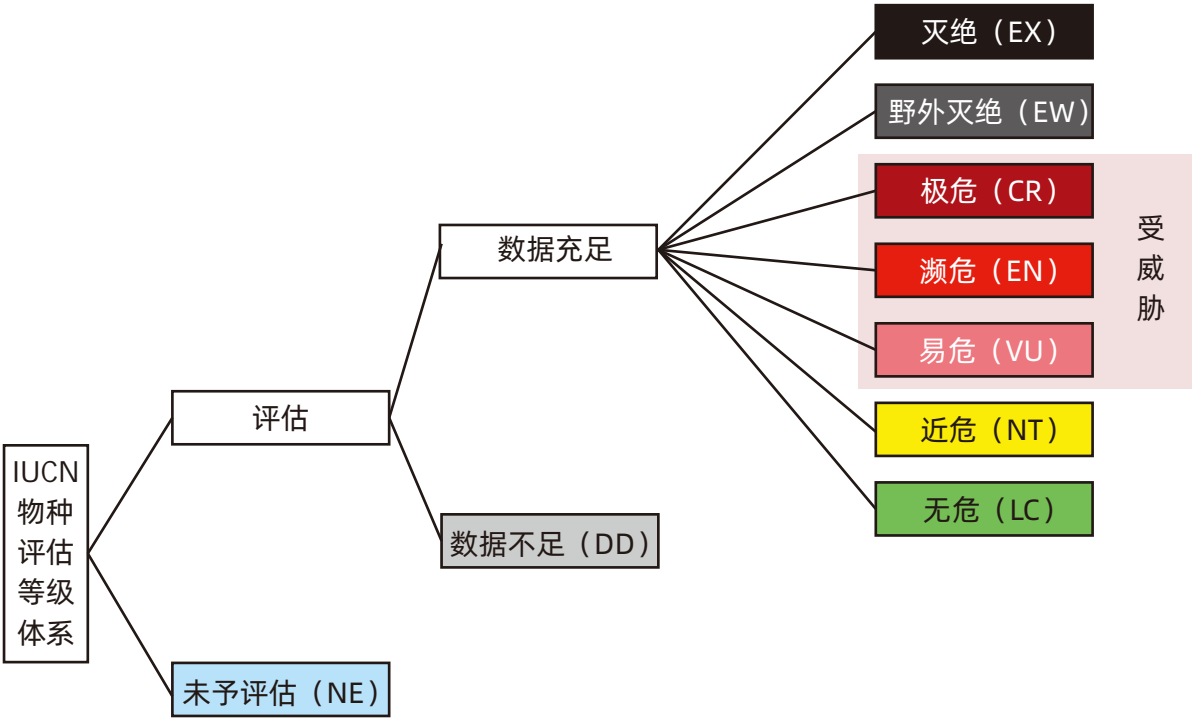 IUCN
物种
评估
等级
体系
评估
未予评估（NE）
数据充足
数据不足（DD）
灭绝（EX）
野外灭绝（EW）
极危（CR）
濒危（EN）
易危（VU）
近危（NT）
无危（LC）
受
威
胁